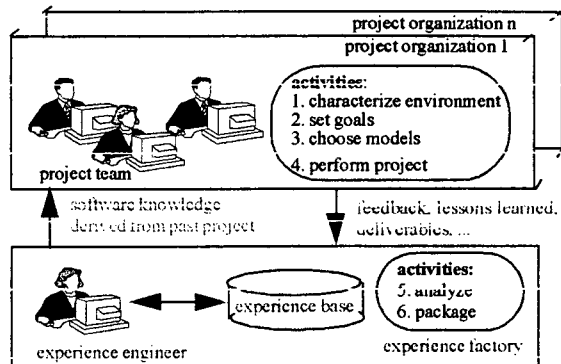 project organization n
project organization 1
activities:
1. characterize environment
2. set goals
3. choose models
4. perform project
project team
software knowledge
derived from past project
feedback, lessons learned,
deliverables, ...
activities:
5. analyze
6. package
experience base
experience engineer
experience factory